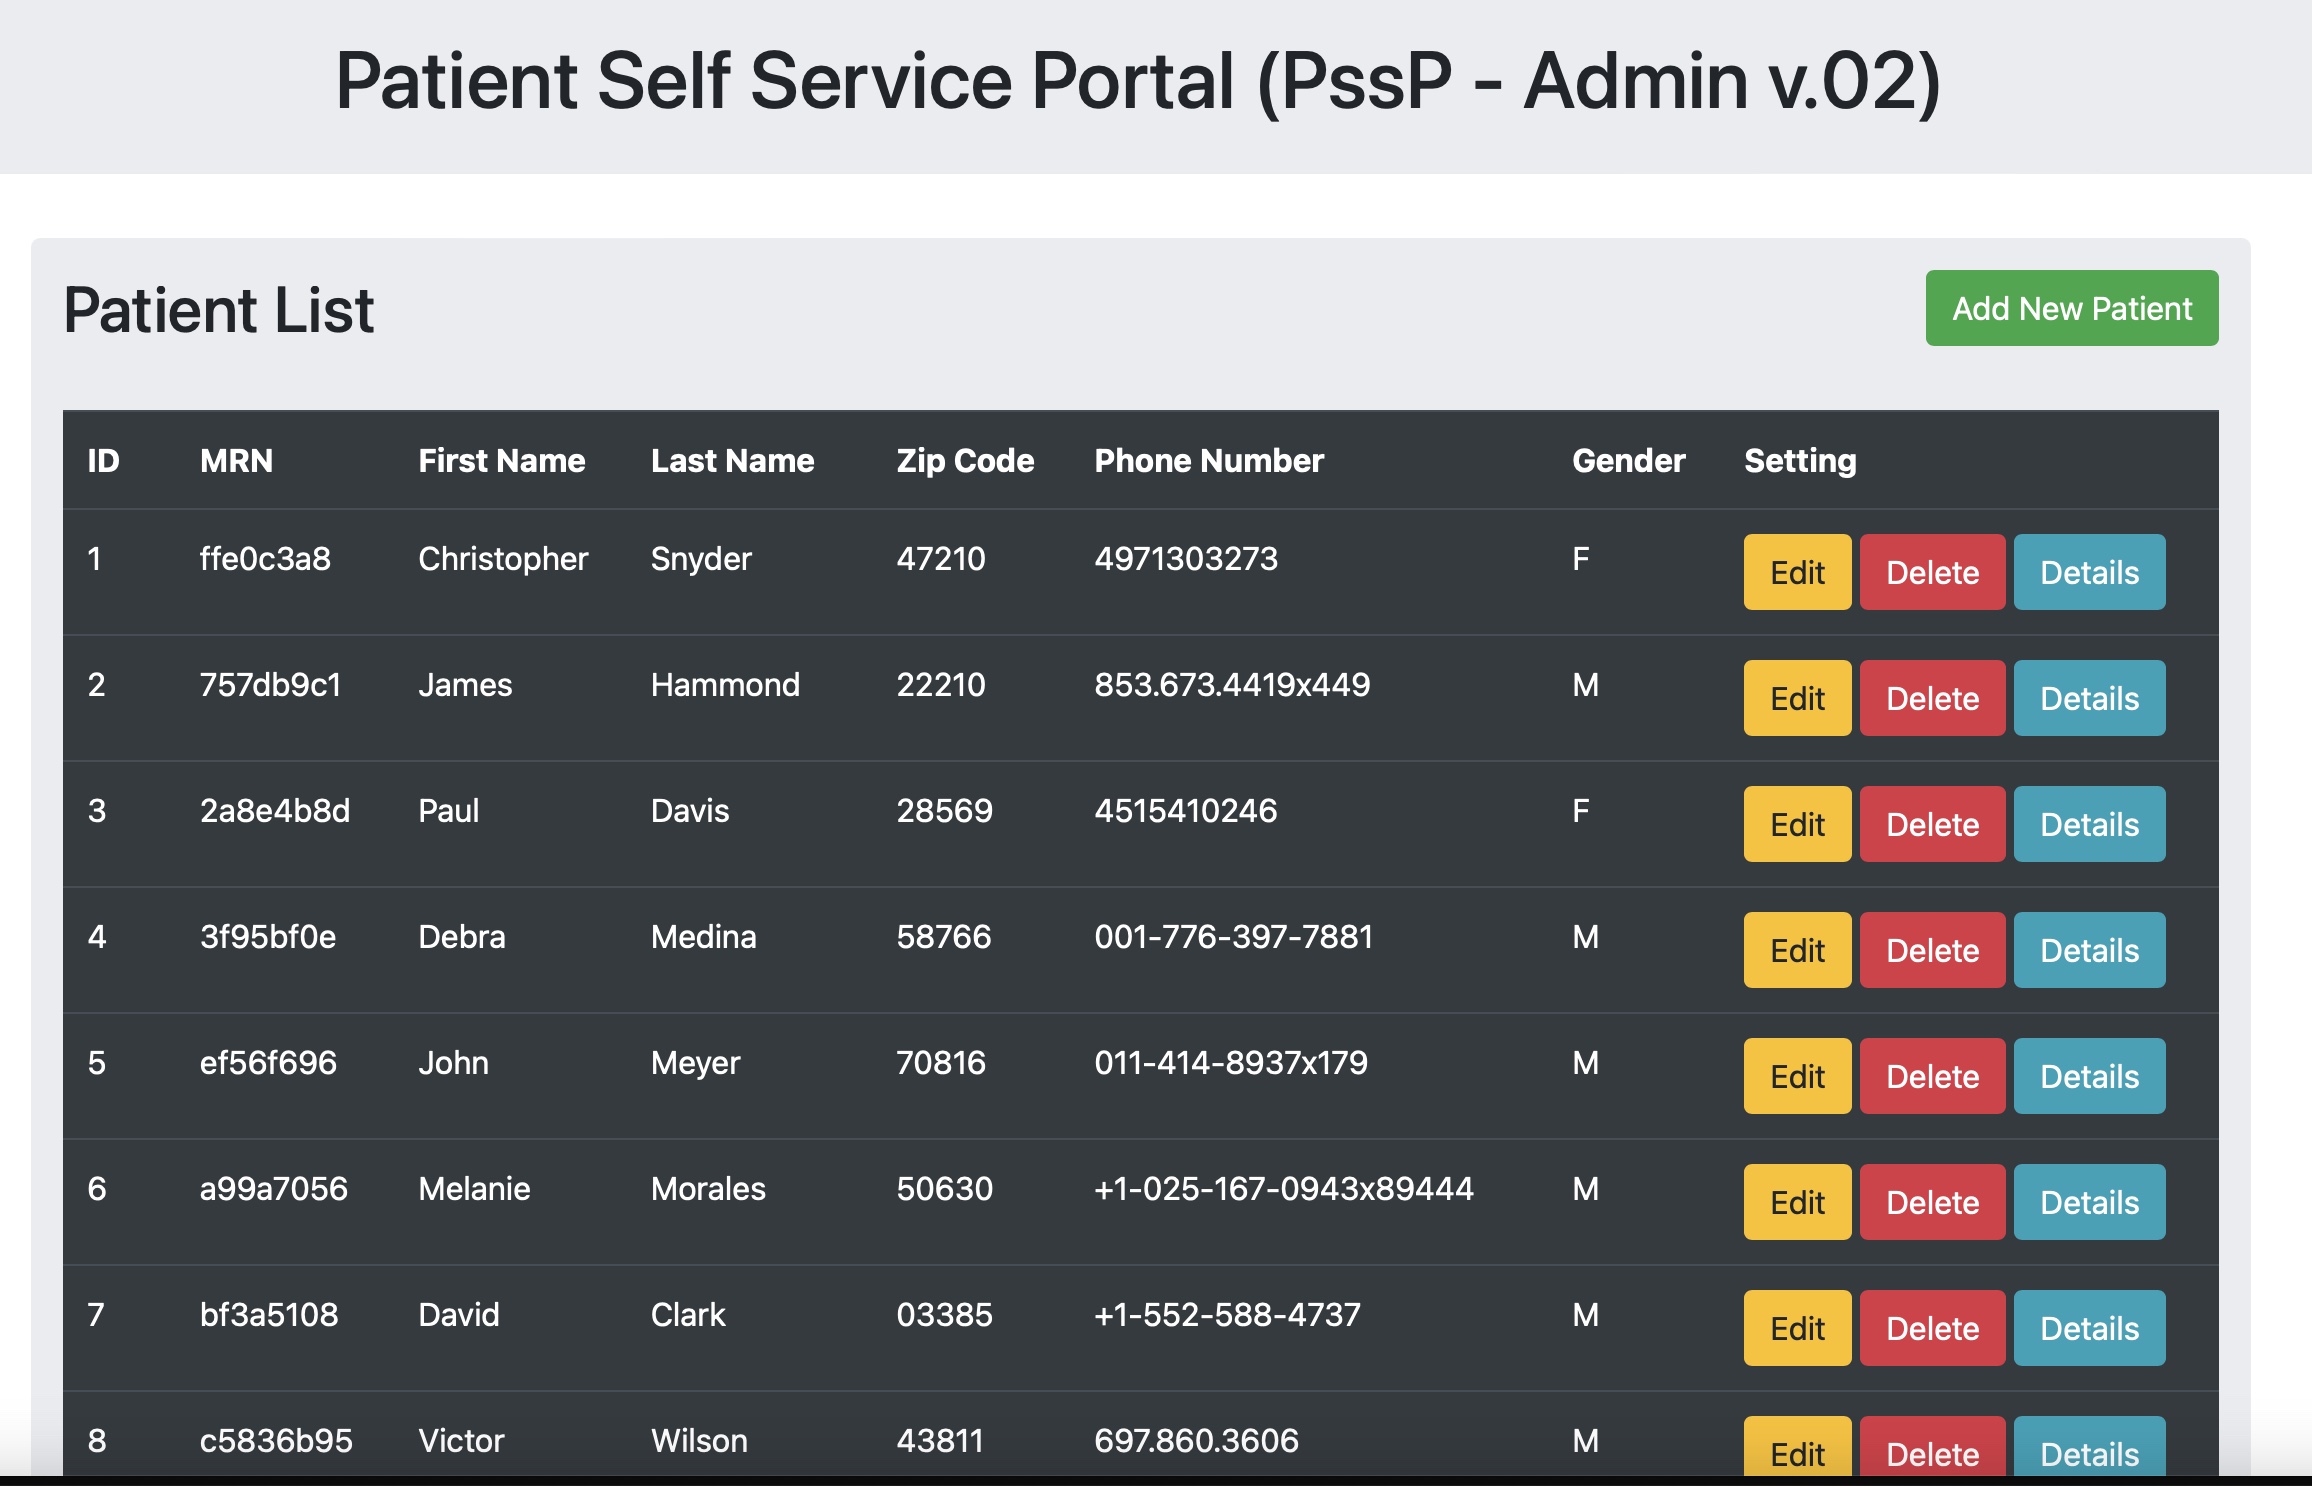 Patient Self Service Portal (PssP - Admin v.02)
Patient List
Add New Patient
ID MRN First Name Last Name Zip Code Phone Number Gender Setting
1 ffe0c3a8 Christopher Snyder 47210 4971303273 F Edit Delete Details
2 757db9c1 James Hammond 22210 853.673.4419x449 M Edit Delete Details
3 2a8e4b8d Paul Davis 28569 4515410246 F Edit Delete Details
4 3f95bf0e Debra Medina 58766 001-776-397-7881 M Edit Delete Details
5 ef56f696 John Meyer 70816 011-414-8937x179 M Edit Delete Details
6 a99a7056 Melanie Morales 50630 +1-025-167-0943x89444 M Edit Delete Details
7 bf3a5108 David Clark 03385 +1-552-588-4737 M Edit Delete Details
8 c5836b95 Victor Wilson 43811 697.860.3606 M Edit Delete Details